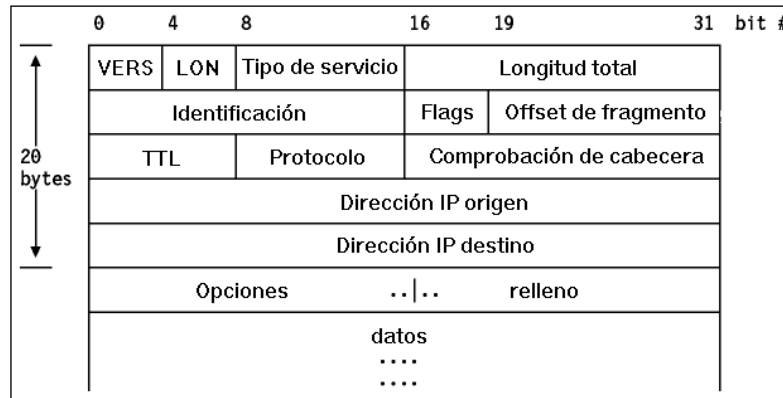 0 4 8 16 19 31 bit #
VERS LON Tipo de servicio Longitud total
Identificación Flags Offset de fragmento
20 TTL Protocolo Comprobación de cabecera
bytes
Dirección IP origen
Dirección IP destino
Opciones ..|.. relleno
datos
....
....